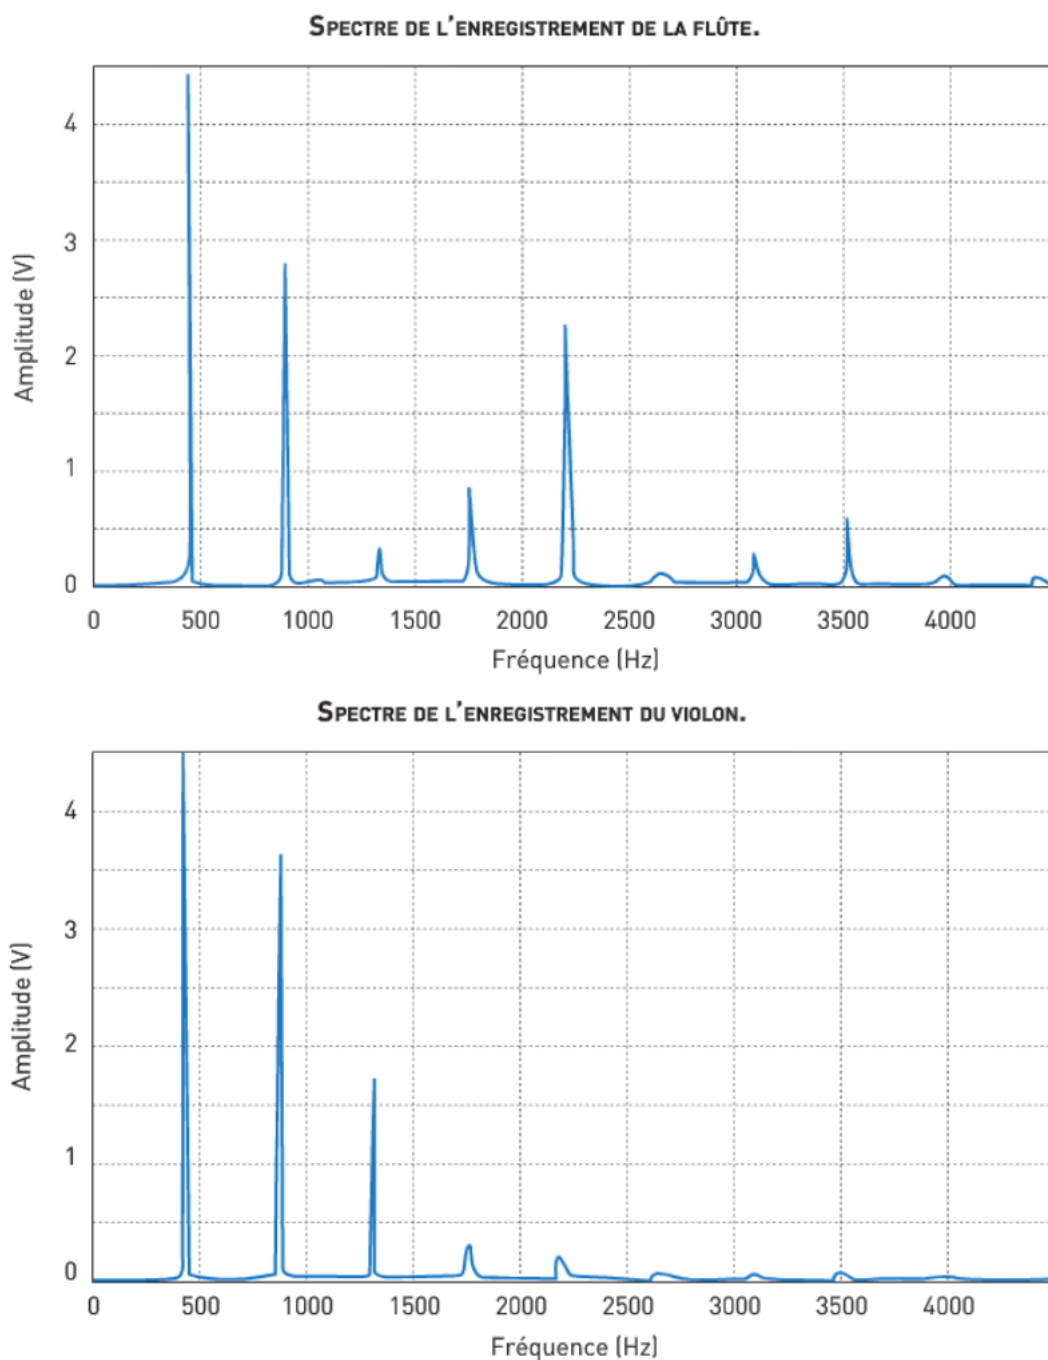 SPECTRE DE L'ENREGISTREMENT DE LA FLÛTE.
Amplitude (V)
4
3
2
1
0
0 500 1000 1500 2000 2500 3000 3500 4000
Fréquence (Hz)
SPECTRE DE L'ENREGISTREMENT DU VIOLON.
Amplitude (V)
4
3
2
1
0
0 500 1000 1500 2000 2500 3000 3500 4000
Fréquence (Hz)